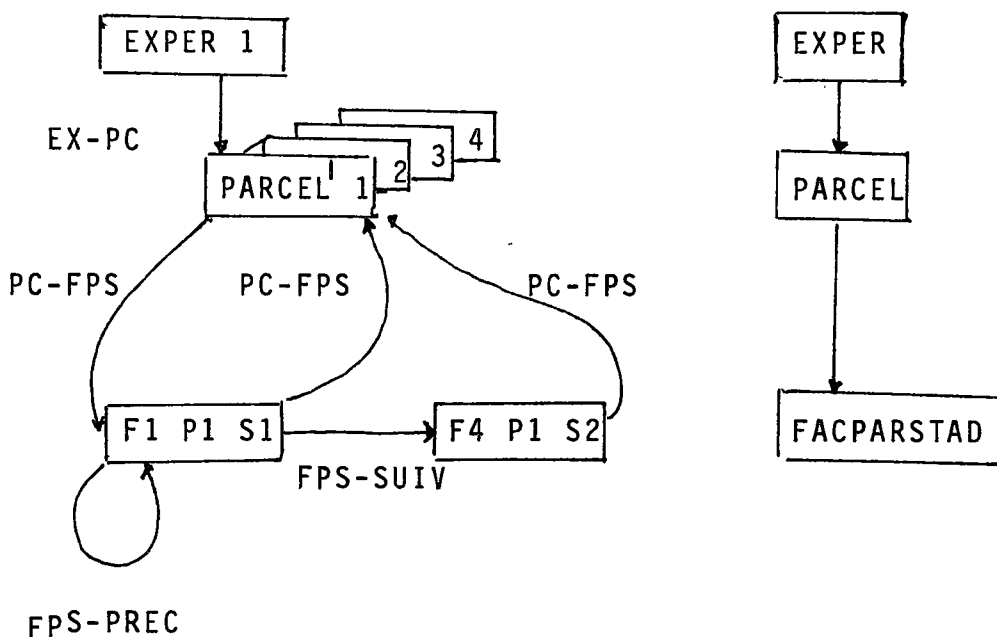 EXPER 1
EXPER
EX-PC
4
3
2
PARCEL 1
PARCEL
PC-FPS
PC-FPS
PC-FPS
F1 P1 S1
F4 P1 S2
FACPARSTAD
FPS-SUIV
FPS-PREC